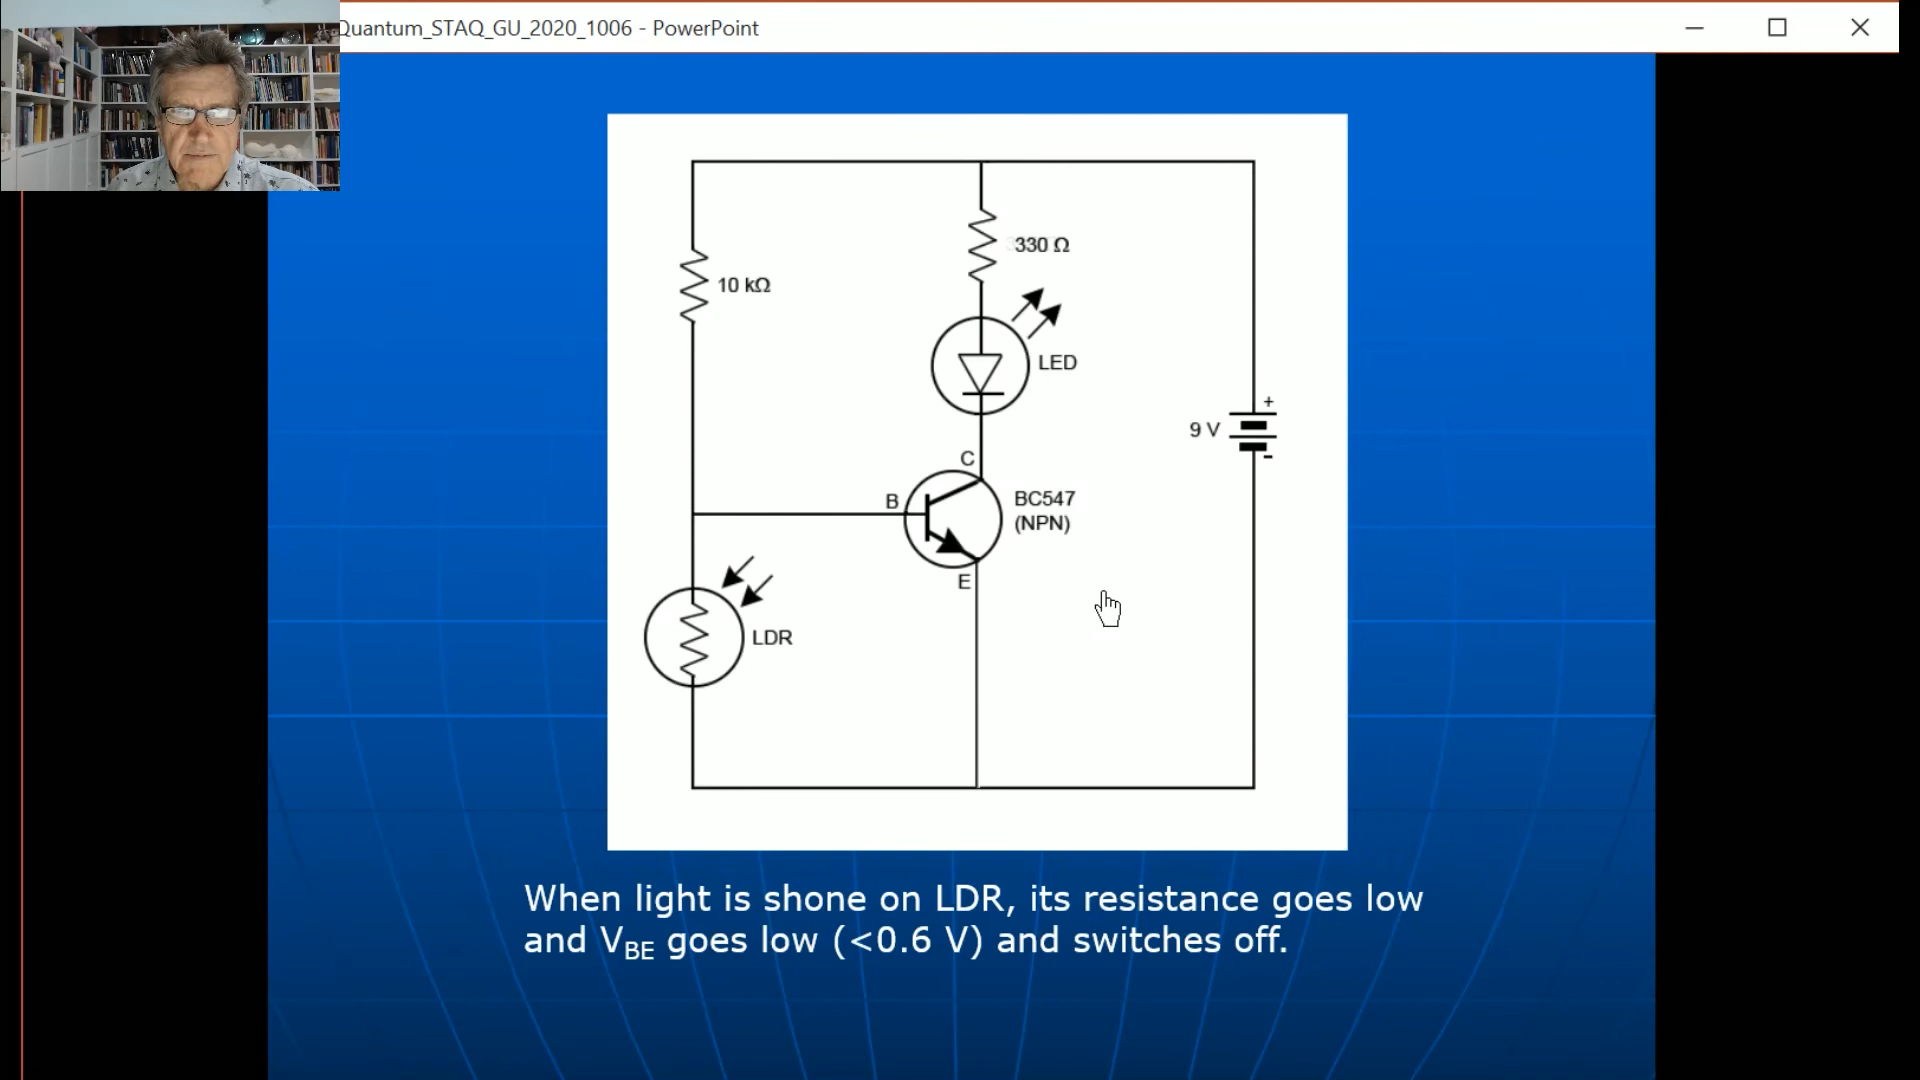 Quantum_STAQ_GU_2020_1006 - PowerPoint
330 Ω
10 kΩ
LED
+
9 V
-
C
B
BC547
(NPN)
E
LDR
When light is shone on LDR, its resistance goes low
and VBE goes low (<0.6 V) and switches off.